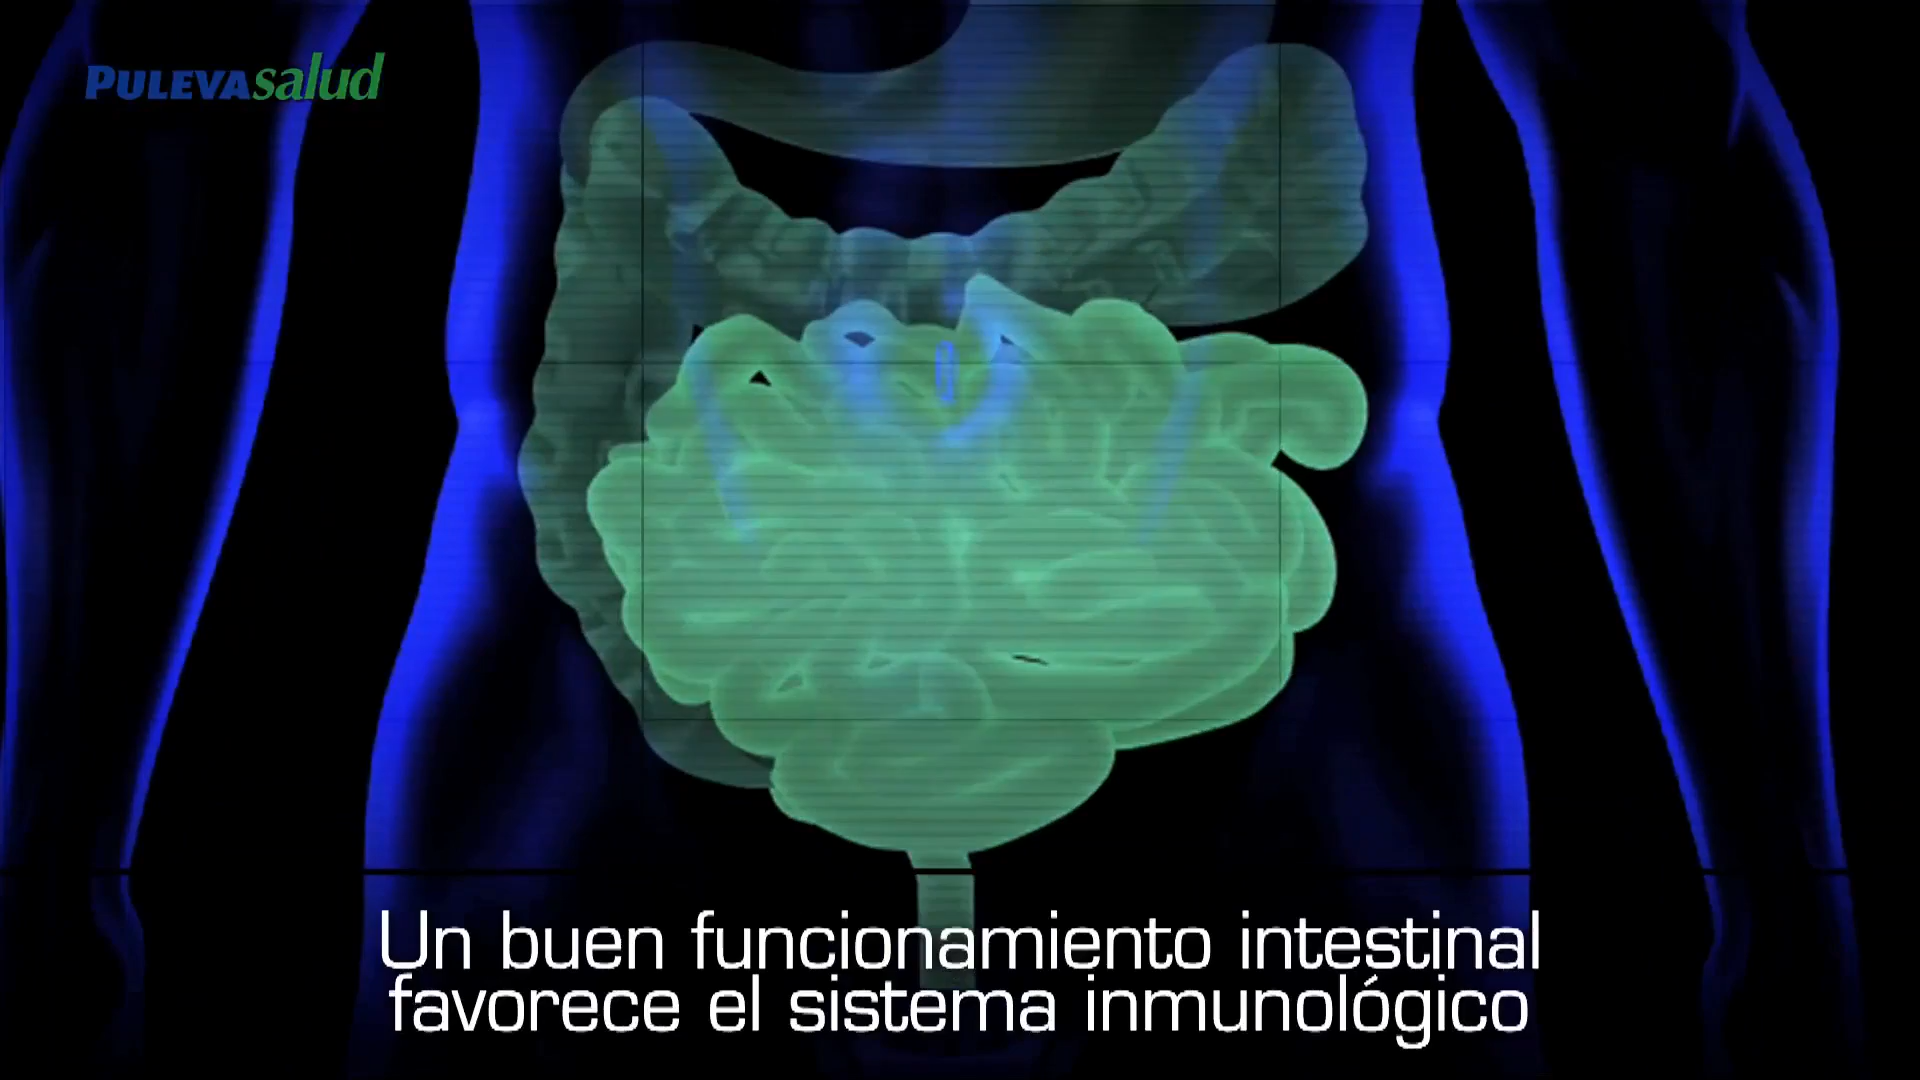 PULEVAsalud
Un buen funcionamiento intestinal
favorece el sistema inmunológico